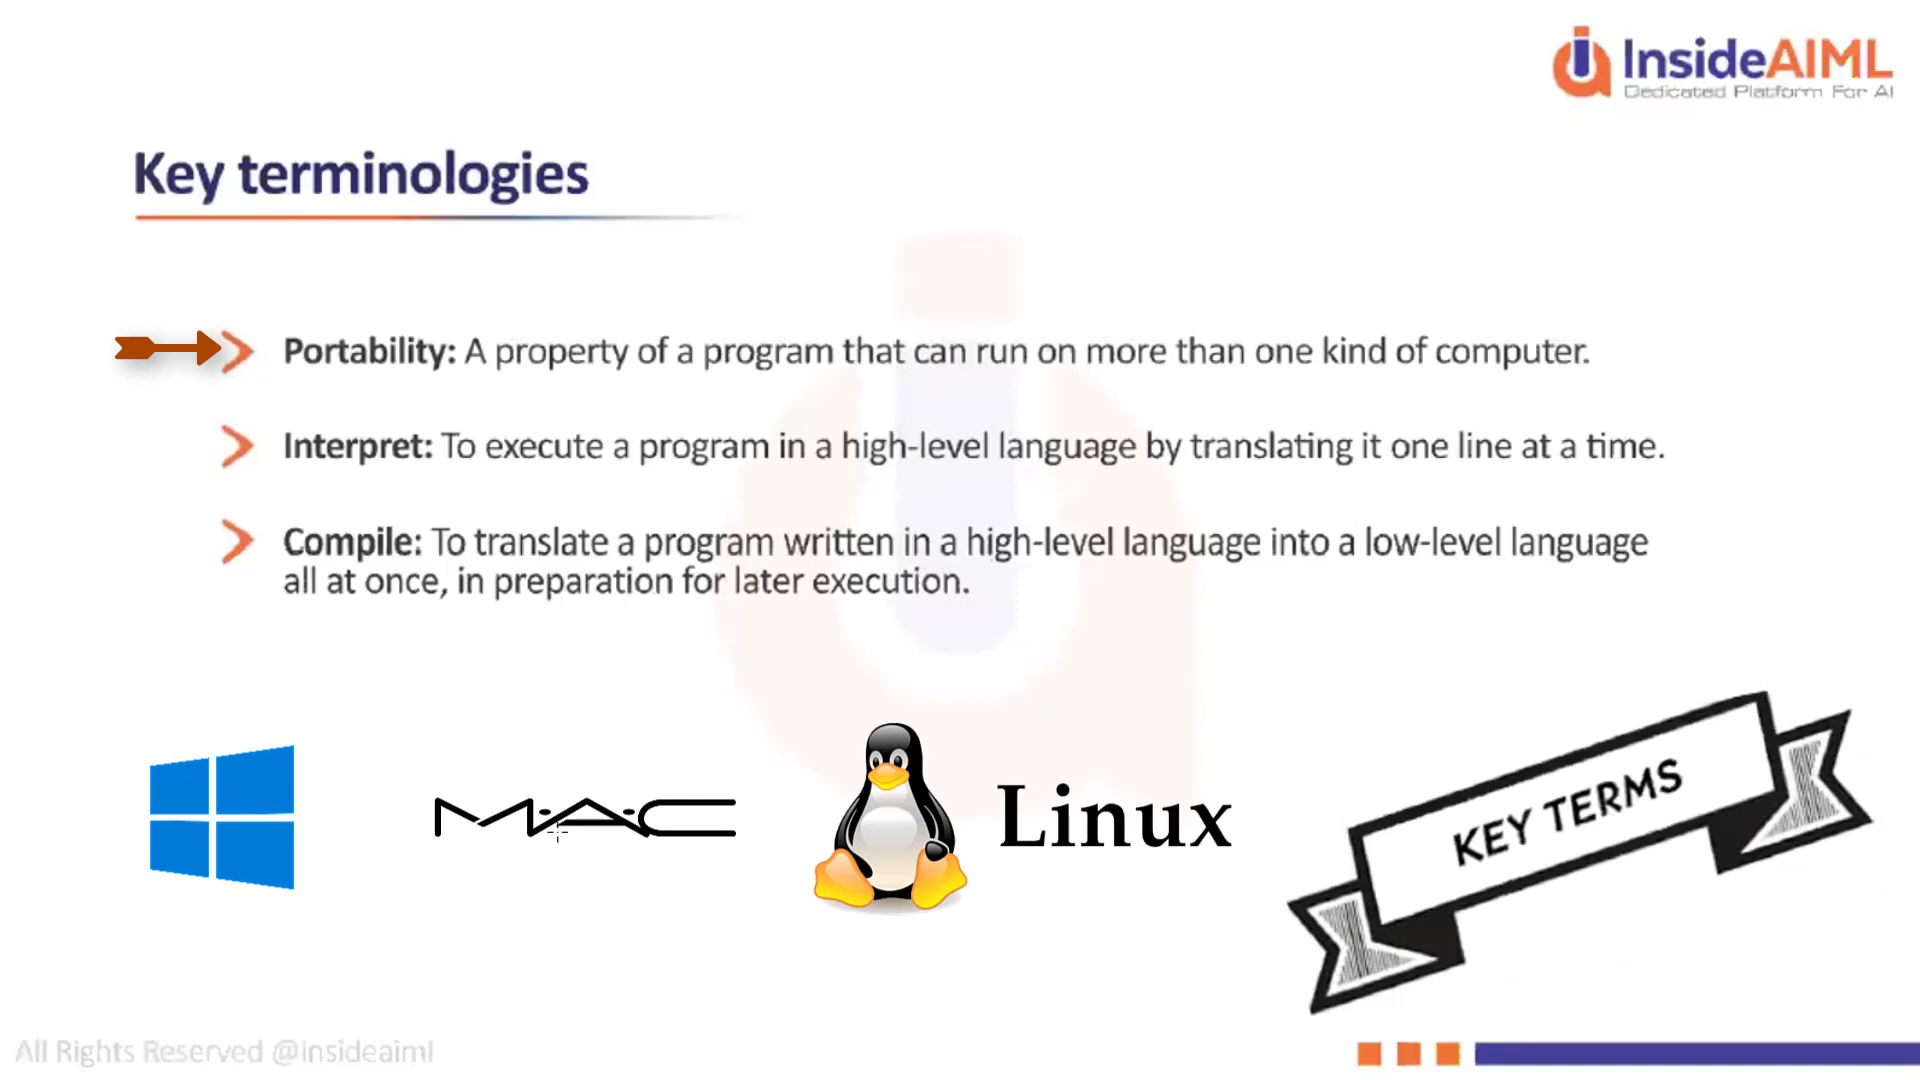 InsideAIML
Dedicated Platform For AI
Key terminologies
Portability: A property of a program that can run on more than one kind of computer.
Interpret: To execute a program in a high-level language by translating it one line at a time.
Compile: To translate a program written in a high-level language into a low-level language
all at once, in preparation for later execution.
MAC
Linux
KEY TERMS
All Rights Reserved @insideaiml